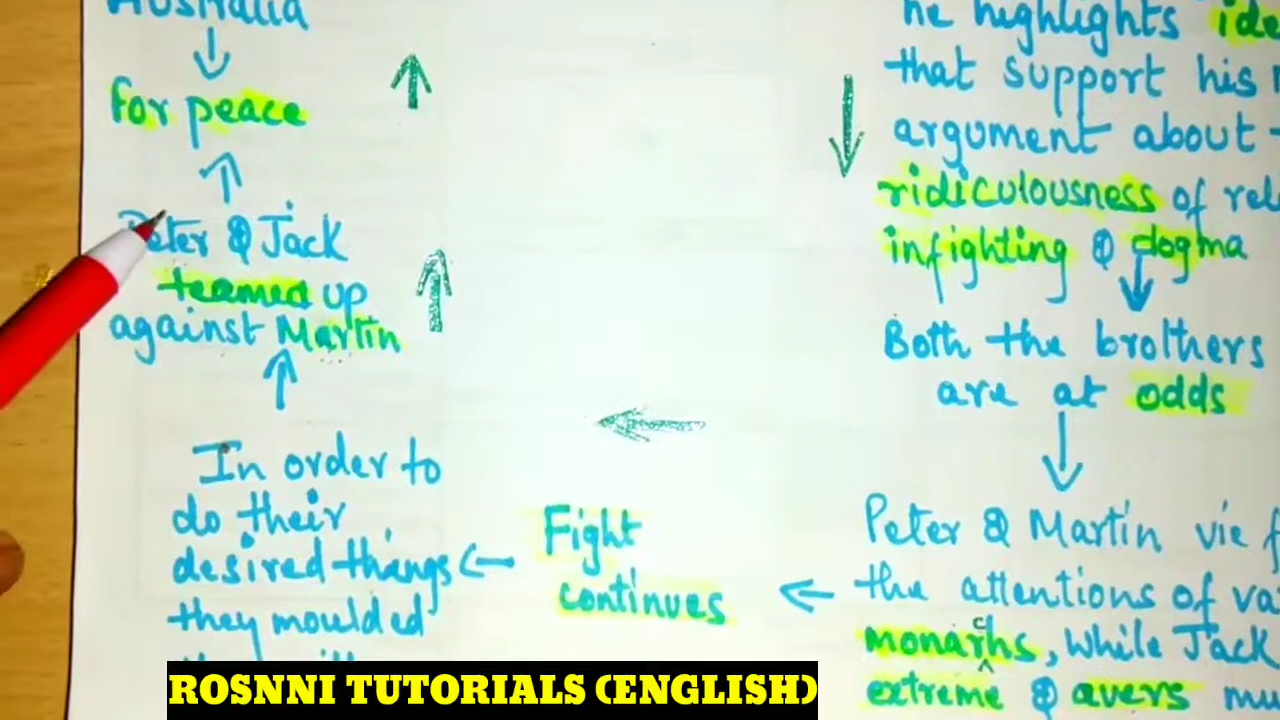 Australia
for peace
Peter & Jack
teamed up
against Martin
In order to
do their
desired things
they moulded
Fight
continues
he highlights
that support his
argument about
ridiculousness of
infighting & dogma
Both the brothers
are at odds
Peter & Martin vie
the attentions of
monarchs, while Jack
extreme & avers
ROSNNI TUTORIALS (ENGLISH)